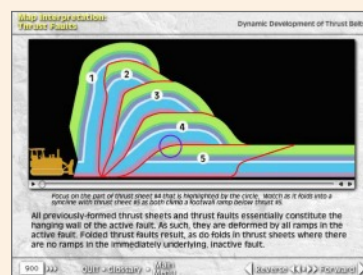 Map Interpretation:
Thrust Faults
Dynamic Development of Thrust Belts
1
2
3
4
5
Focus on the part of thrust sheet #4 that is highlighted by the circle. Watch as it folds into a
syncline with thrust sheet #3 as both climb a footwall ramp below thrust #5.
All previously-formed thrust sheets and thrust faults essentially constitute the
hanging wall of the active fault. As such, they are deformed by all ramps in the
active fault. Folded thrust faults result, as do folds in thrust sheets where there
are no ramps in the immediately underlying, inactive fault.
GOO Quit Glossary Main Menu Reverse Forward